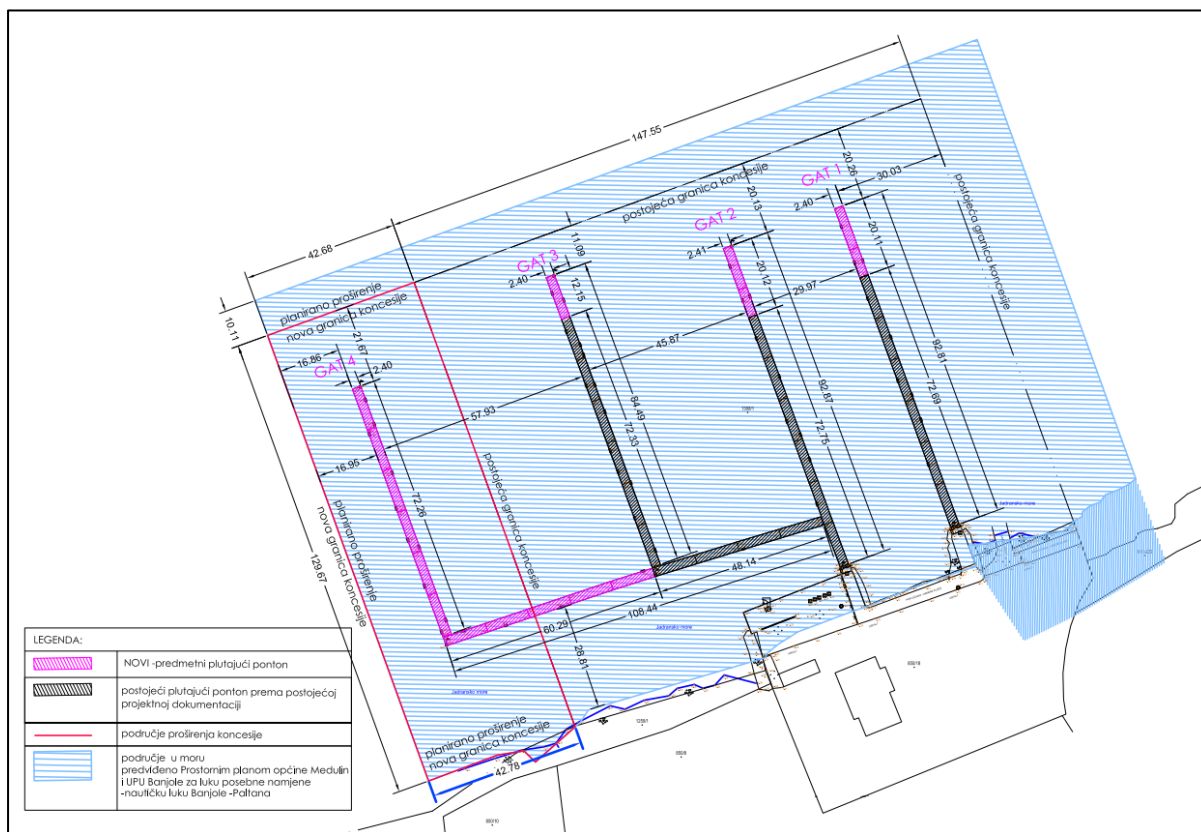 147.55
42.68
10.11
postojeća granica koncesije
11.09
20.13
20.26
30.03
GAT 1
2.40
GAT 2
2.41
GAT 3
2.40
12.15
20.12
20.11
29.97
postojeća granica koncesije
planirano proširenje
nova granica koncesije
21.67
16.86
GAT 4
2.40
45.87
57.93
84.49
72.33
92.87
72.75
92.81
72.69
16.95
72.26
postojeća granica koncesije
planirano proširenje
nova granica koncesije
129.67
48.14
108.44
60.29
28.81
Jadransko more
Jadransko more
Jadransko more
planirano proširenje
nova granica koncesije
42.78
LEGENDA:
NOVI -predmetni plutajući ponton
postojeći plutajući ponton prema postojećoj
projektnoj dokumentaciji
područje proširenja koncesije
područje u moru
predviđeno Prostornim planom općine Medulin
i UPU Banjole za luku posebne namjene
-nautičku luku Banjole -Paltana